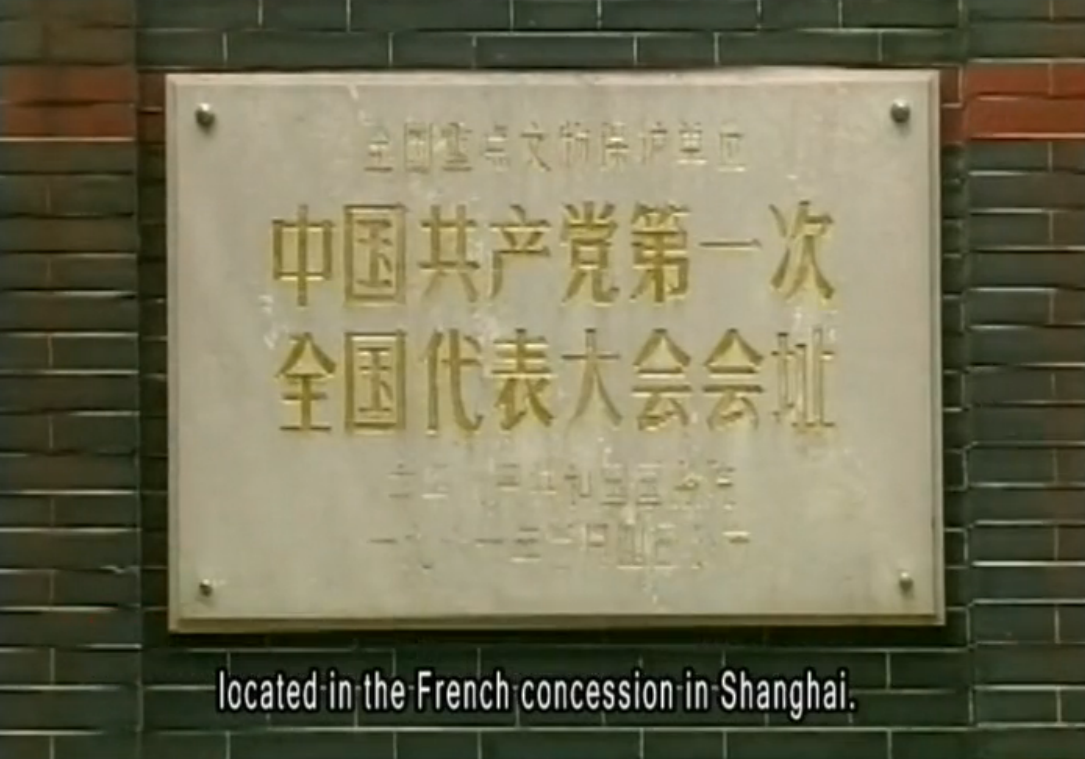 全国重点文物保护单位
中国共产党第一次
全国代表大会会址
located in the French concession in Shanghai.